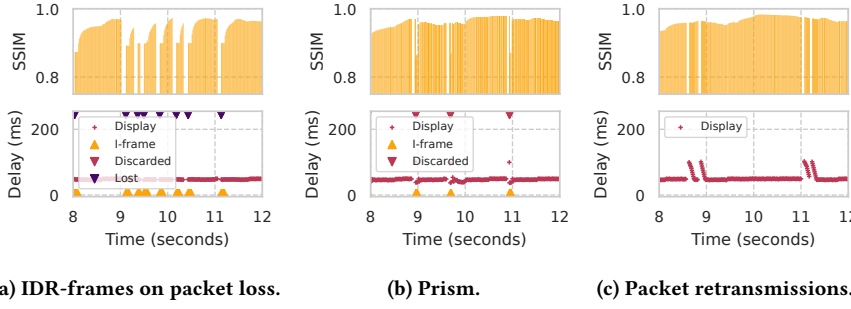 1.0
0.8
SSIM
200
0
Delay (ms)
Display
I-frame
Discarded
Lost
8 9 10 11 12
Time (seconds)
a) IDR-frames on packet loss.
1.0
0.8
SSIM
200
0
Delay (ms)
Display
I-frame
Discarded
8 9 10 11 12
Time (seconds)
(b) Prism.
1.0
0.8
SSIM
200
0
Delay (ms)
Display
8 9 10 11 12
Time (seconds)
(c) Packet retransmissions.